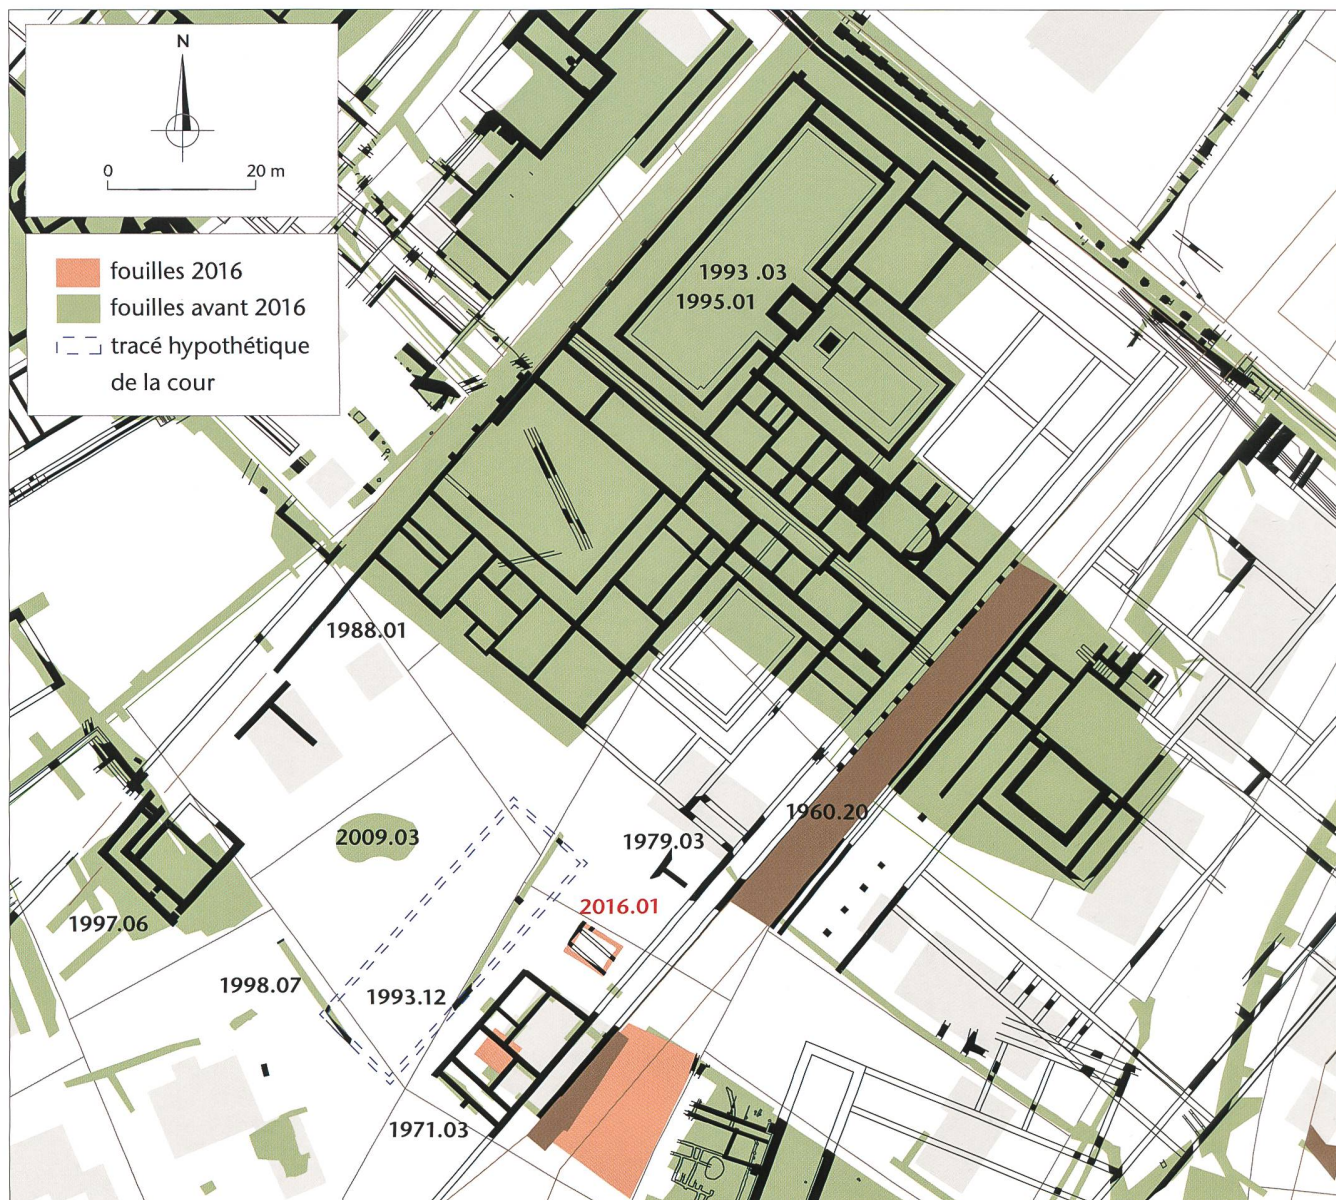 N
0 20 m
fouilles 2016
fouilles avant 2016
tracé hypothétique
de la cour
1993 .03
1995.01
1988.01
1960.20
2009.03
1979.03
2016.01
1997.06
1998.07
1993.12
1971.03